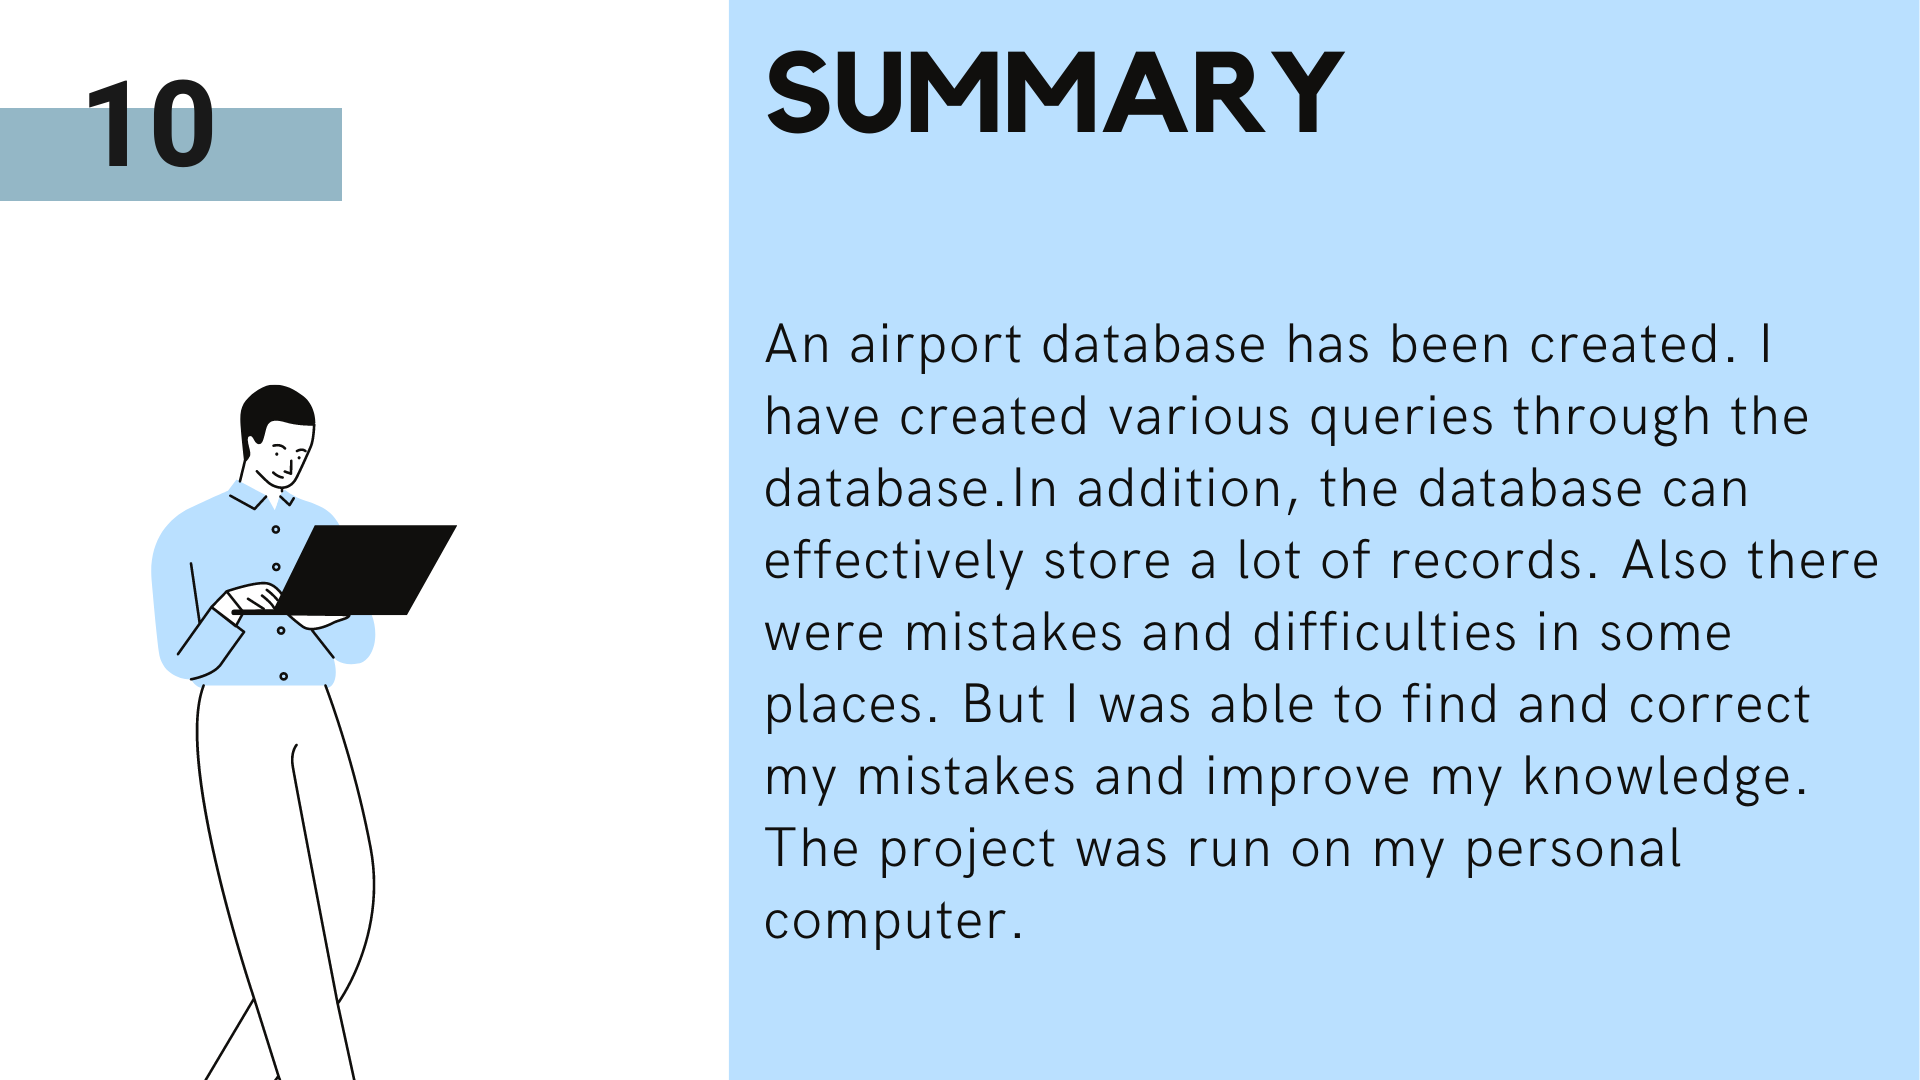 10
SUMMARY
An airport database has been created. I
have created various queries through the
database.In addition, the database can
effectively store a lot of records. Also there
were mistakes and difficulties in some
places. But I was able to find and correct
my mistakes and improve my knowledge.
The project was run on my personal
computer.